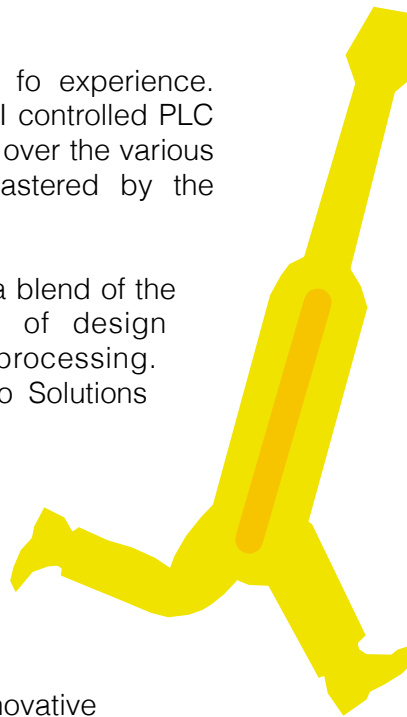 fo experience.
I controlled PLC
over the various
astered by the
a blend of the
of design
processing.
o Solutions
novative